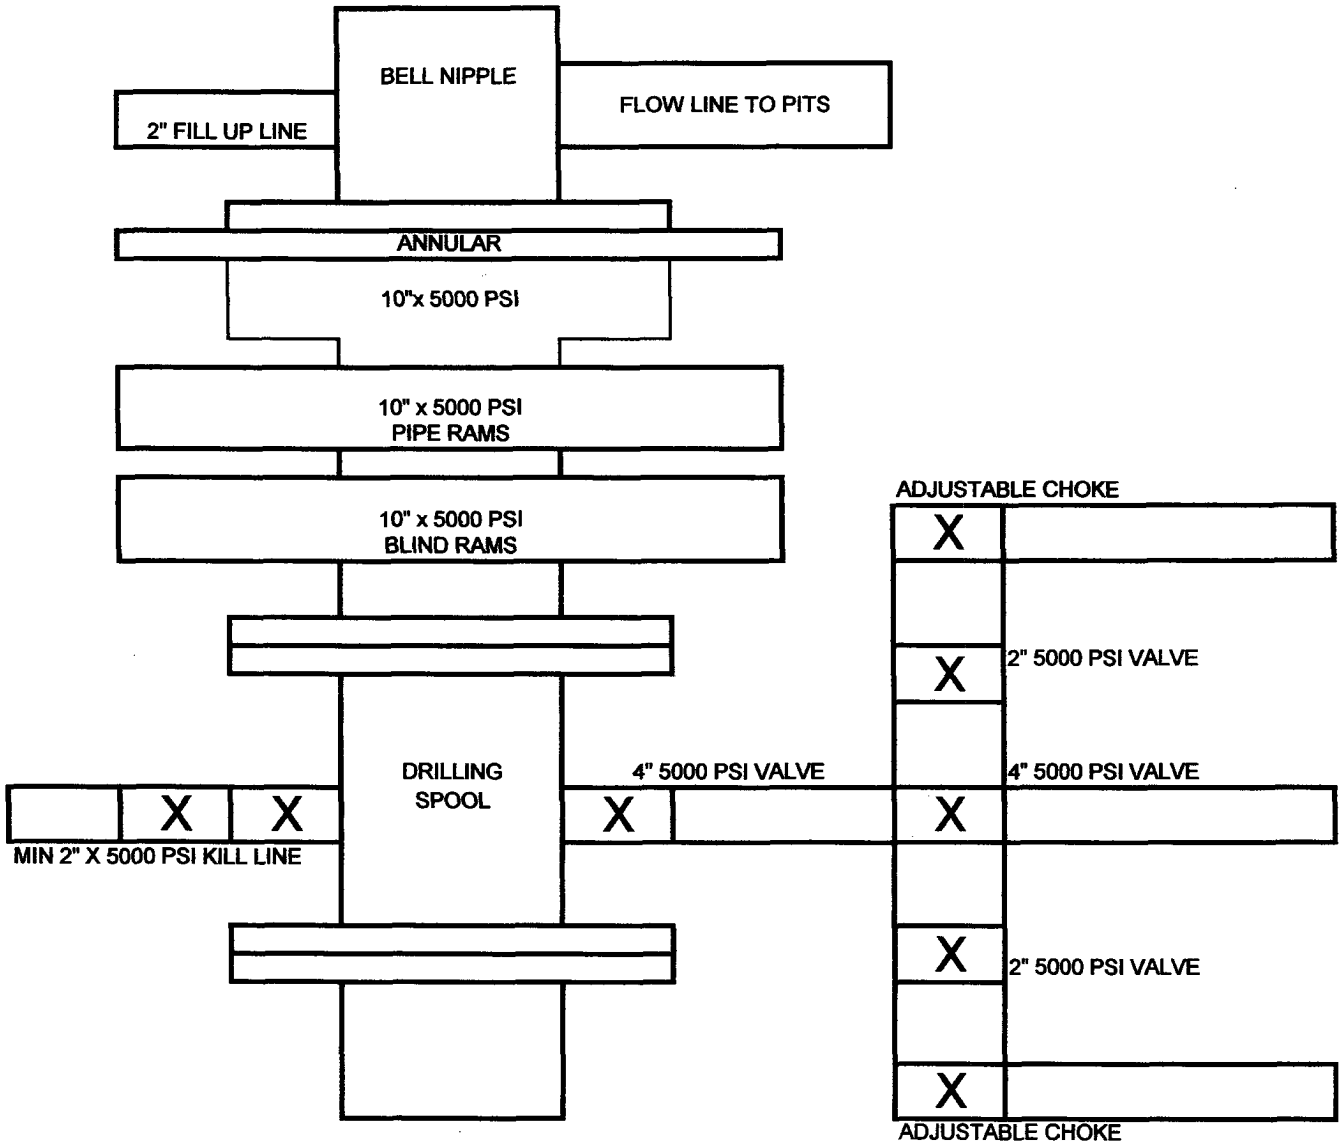 BELL NIPPLE
FLOW LINE TO PITS
2" FILL UP LINE
ANNULAR
10"x 5000 PSI
10" x 5000 PSI
PIPE RAMS
10" x 5000 PSI
BLIND RAMS
ADJUSTABLE CHOKE
X
X
2" 5000 PSI VALVE
DRILLING
SPOOL
4" 5000 PSI VALVE
4" 5000 PSI VALVE
X
X
X
X
MIN 2" X 5000 PSI KILL LINE
X
2" 5000 PSI VALVE
X
ADJUSTABLE CHOKE